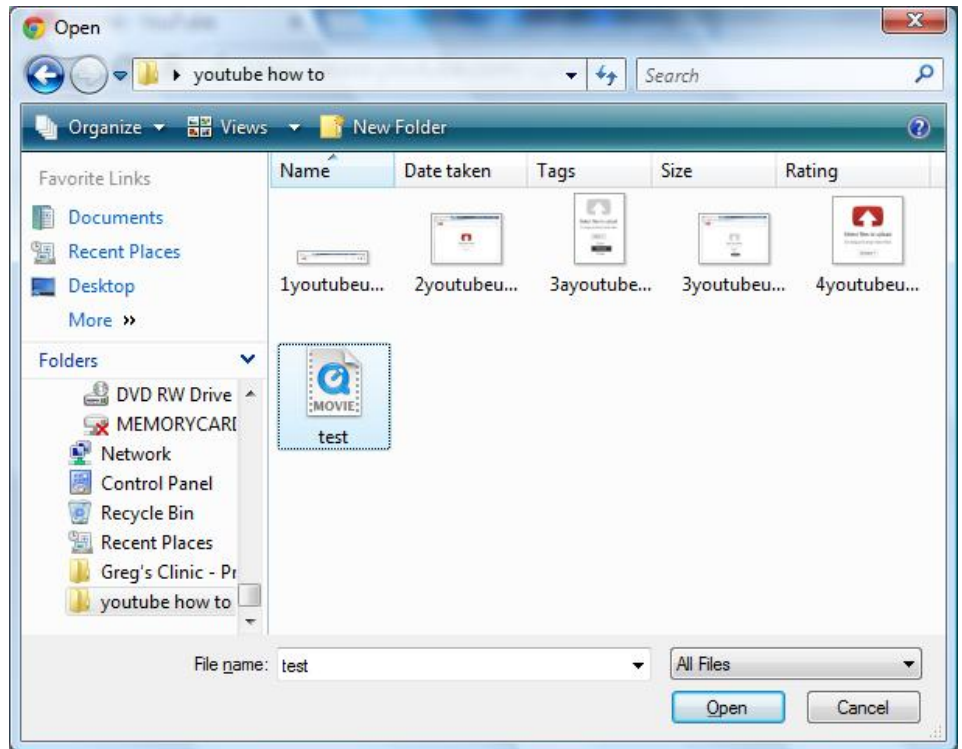 Open
youtube how to
Search
Organize Views New Folder
Favorite Links
Documents
Recent Places
Desktop
More »
Folders
DVD RW Drive
MEMORYCARD
Network
Control Panel
Recycle Bin
Recent Places
Greg's Clinic - Pr
youtube how to
Name Date taken Tags Size Rating
1youtubeu... 2youtubeu... 3ayoutube... 3youtubeu... 4youtubeu...
MOVIE
test
File name: test All Files
Open Cancel